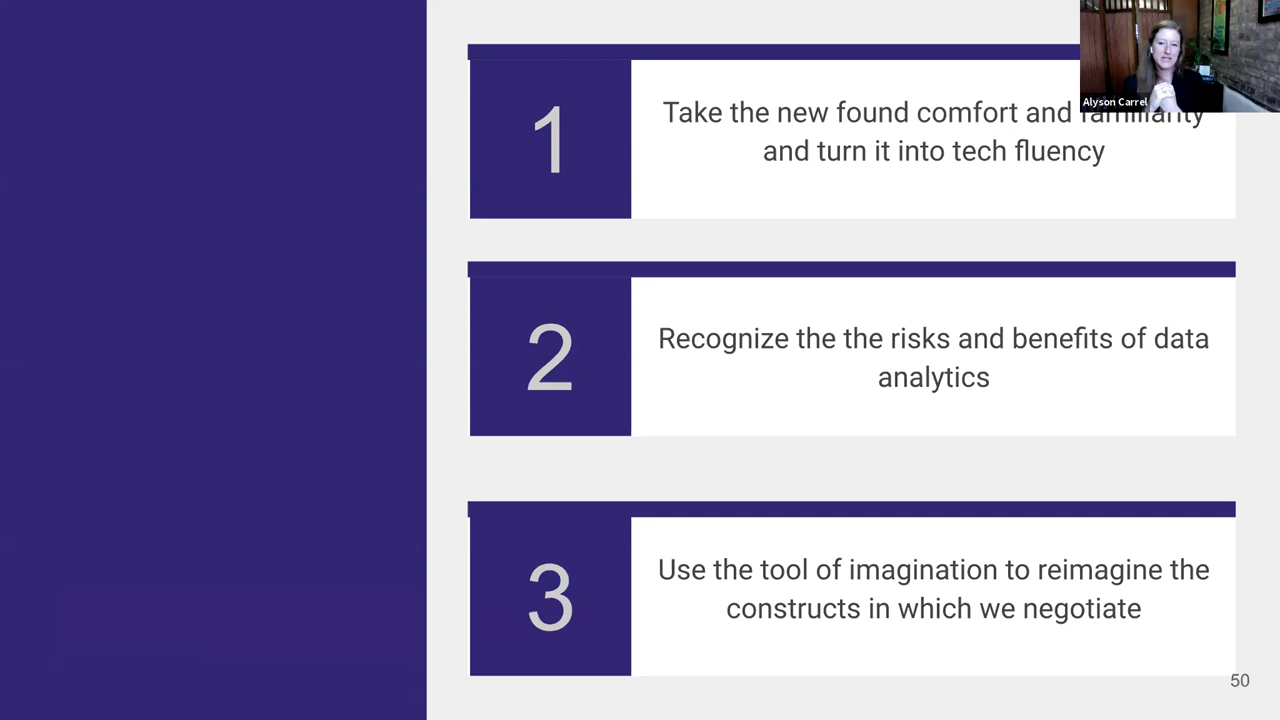 Alyson Carrel
1
Take the new found comfort and familiarity
and turn it into tech fluency
2
Recognize the the risks and benefits of data
analytics
3
Use the tool of imagination to reimagine the
constructs in which we negotiate
50